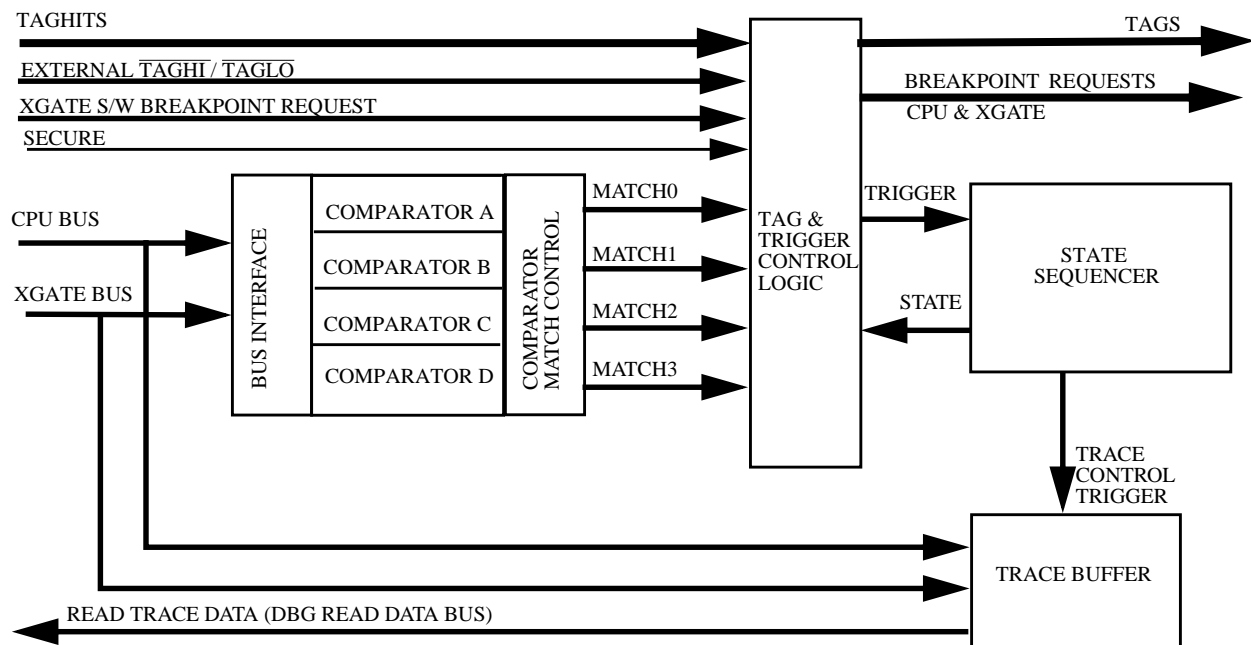 TAGHITS
TAGS
EXTERNAL TAGHI / TAGLO
BREAKPOINT REQUESTS
CPU & XGATE
XGATE S/W BREAKPOINT REQUEST
SECURE
CPU BUS
XGATE BUS
BUS INTERFACE
COMPARATOR A
COMPARATOR B
COMPARATOR C
COMPARATOR D
COMPARATOR
MATCH CONTROL
MATCH0
MATCH1
MATCH2
MATCH3
TAG &
TRIGGER
CONTROL
LOGIC
TRIGGER
STATE
STATE
SEQUENCER
TRACE
CONTROL
TRIGGER
TRACE BUFFER
READ TRACE DATA (DBG READ DATA BUS)